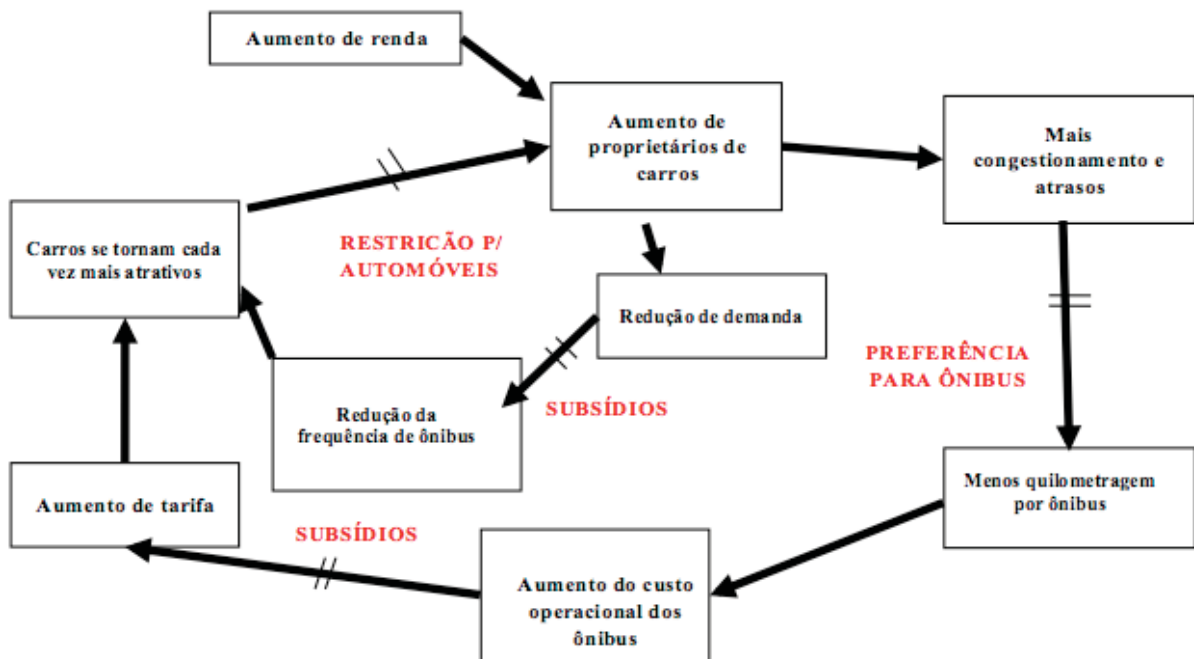 Aumento de renda
Aumento de
proprietários de
carros
Mais
congestionamento e
atrasos
Carros se tornam cada
vez mais atrativos
RESTRICÃO P/
AUTOMÓVEIS
Redução de demanda
PREFERÊNCIA
PARA ÔNIBUS
SUBSÍDIOS
Redução da
frequência de ônibus
Aumento de tarifa
Menos quilometragem
por ônibus
SUBSÍDIOS
Aumento do custo
operacional dos
ônibus